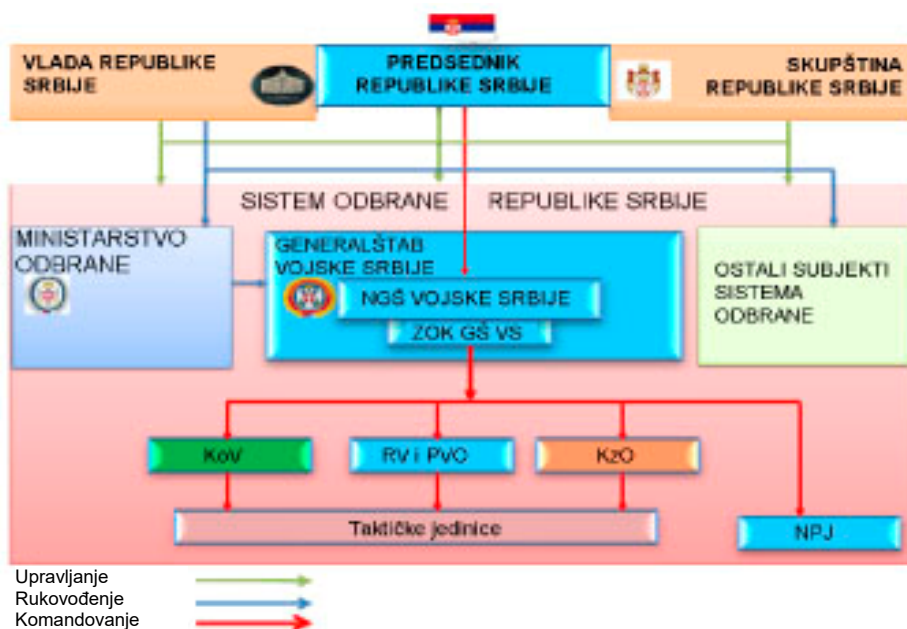 VLADA REPUBLIKE
SRBIJE
PREDSEDNIK
REPUBLIKE SRBIJE
SKUPŠTINA
REPUBLIKE SRBIJE
SISTEM ODBRANE REPUBLIKE SRBIJE
MINISTARSTVO
ODBRANE
GENERALŠTAB
VOJSKE SRBIJE
NGŠ VOJSKE SRBIJE
ZOK GŠ VS
OSTALI SUBJEKTI
SISTEMA
ODBRANE
KoV
RV i PVO
KzO
Taktičke jedinice
NPJ
Upravljanje
Rukovođenje
Komandovanje